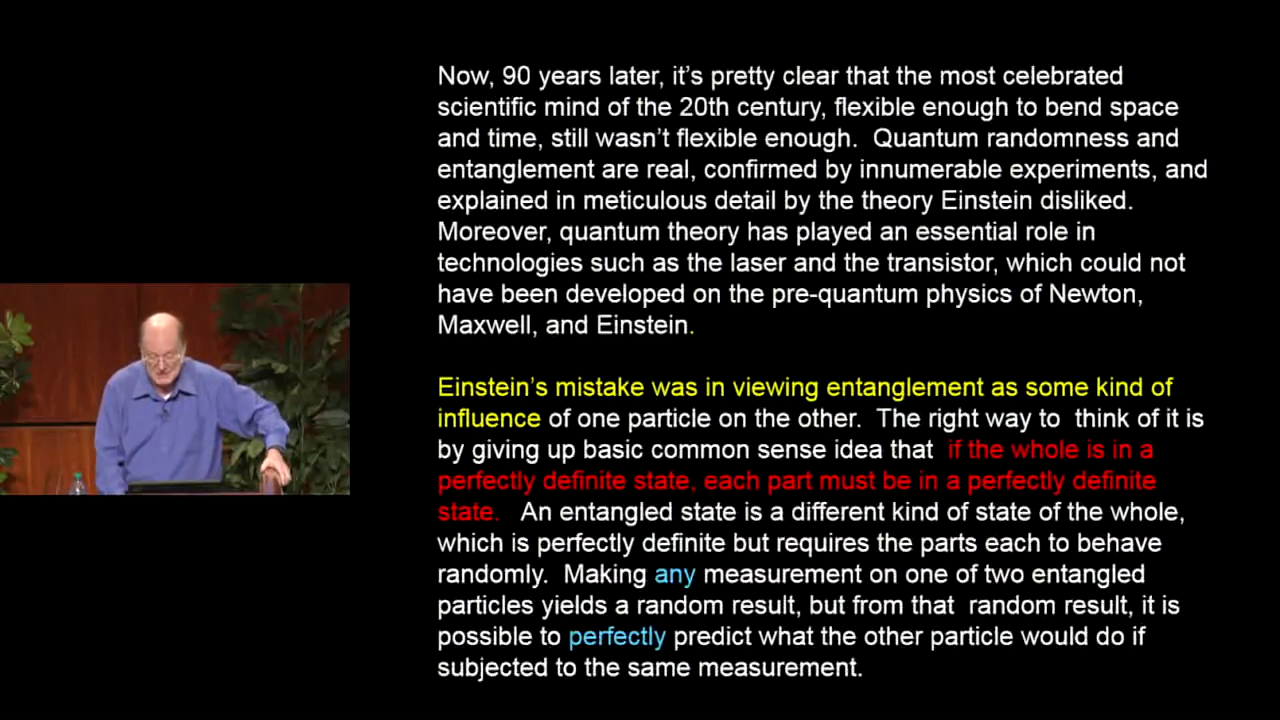 Now, 90 years later, it’s pretty clear that the most celebrated
scientific mind of the 20th century, flexible enough to bend space
and time, still wasn’t flexible enough.  Quantum randomness and
entanglement are real, confirmed by innumerable experiments, and
explained in meticulous detail by the theory Einstein disliked.
Moreover, quantum theory has played an essential role in
technologies such as the laser and the transistor, which could not
have been developed on the pre-quantum physics of Newton,
Maxwell, and Einstein.
Einstein’s mistake was in viewing entanglement as some kind of
influence of one particle on the other.  The right way to  think of it is
by giving up basic common sense idea that  if the whole is in a
perfectly definite state, each part must be in a perfectly definite
state.   An entangled state is a different kind of state of the whole,
which is perfectly definite but requires the parts each to behave
randomly.  Making any measurement on one of two entangled
particles yields a random result, but from that  random result, it is
possible to perfectly predict what the other particle would do if
subjected to the same measurement.